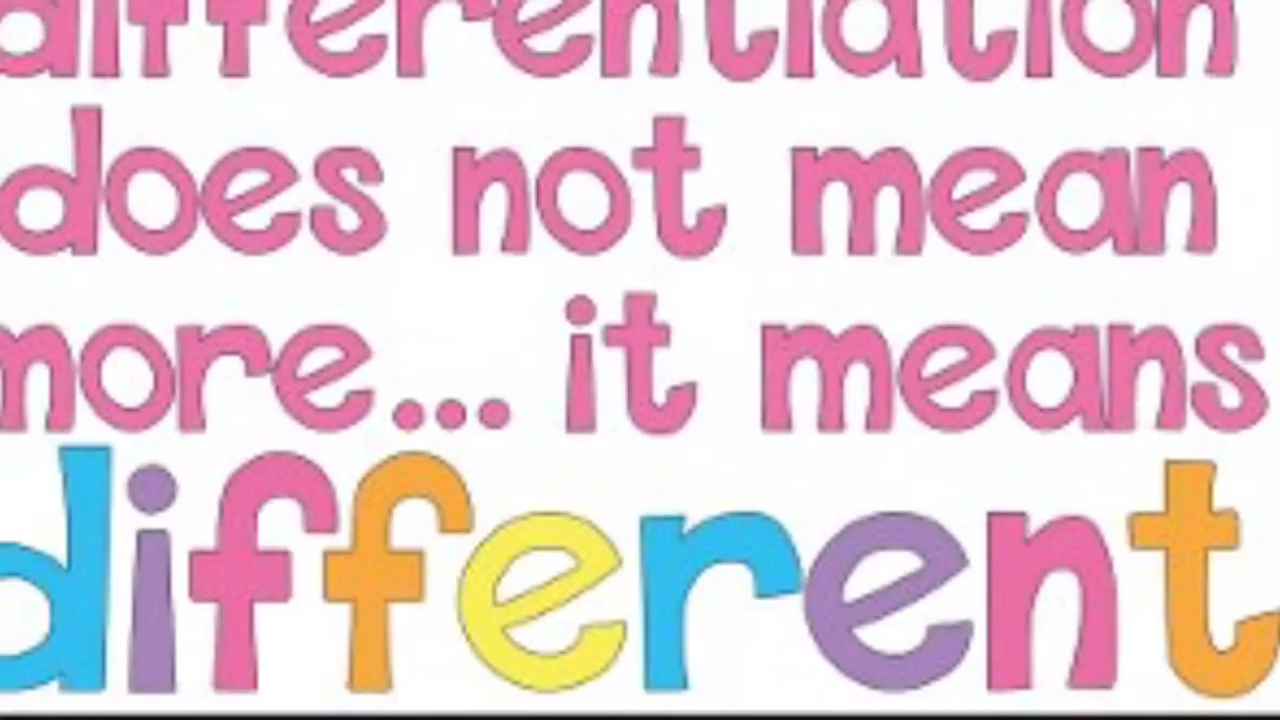 differentiation
does not mean
more... it means
different